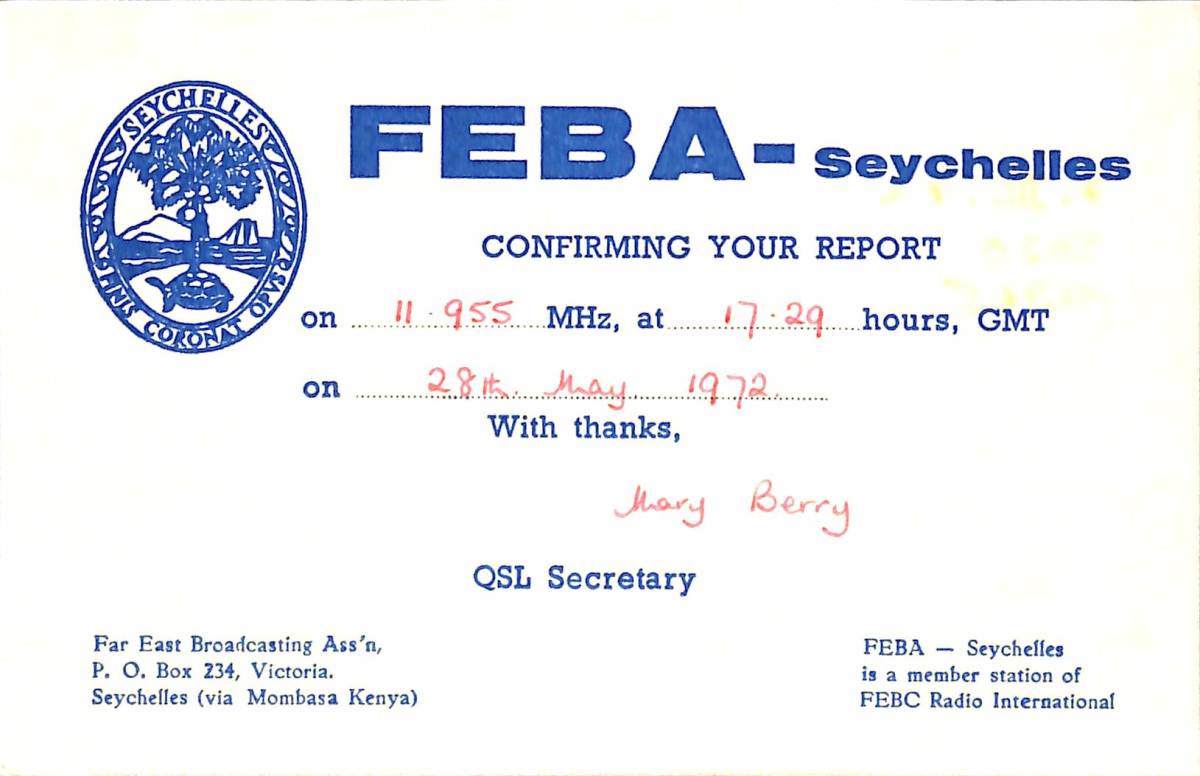 SEYCHELLES
FINIS CORONAT OPVS
FEBA - Seychelles
CONFIRMING YOUR REPORT
on 11.955 MHz, at 17.29 hours, GMT
on 28th. May 1972.
With thanks,
Mary Berry
QSL Secretary
Far East Broadcasting Ass'n,
P. O. Box 234, Victoria.
Seychelles (via Mombasa Kenya)
FEBA — Seychelles
is a member station of
FEBC Radio International